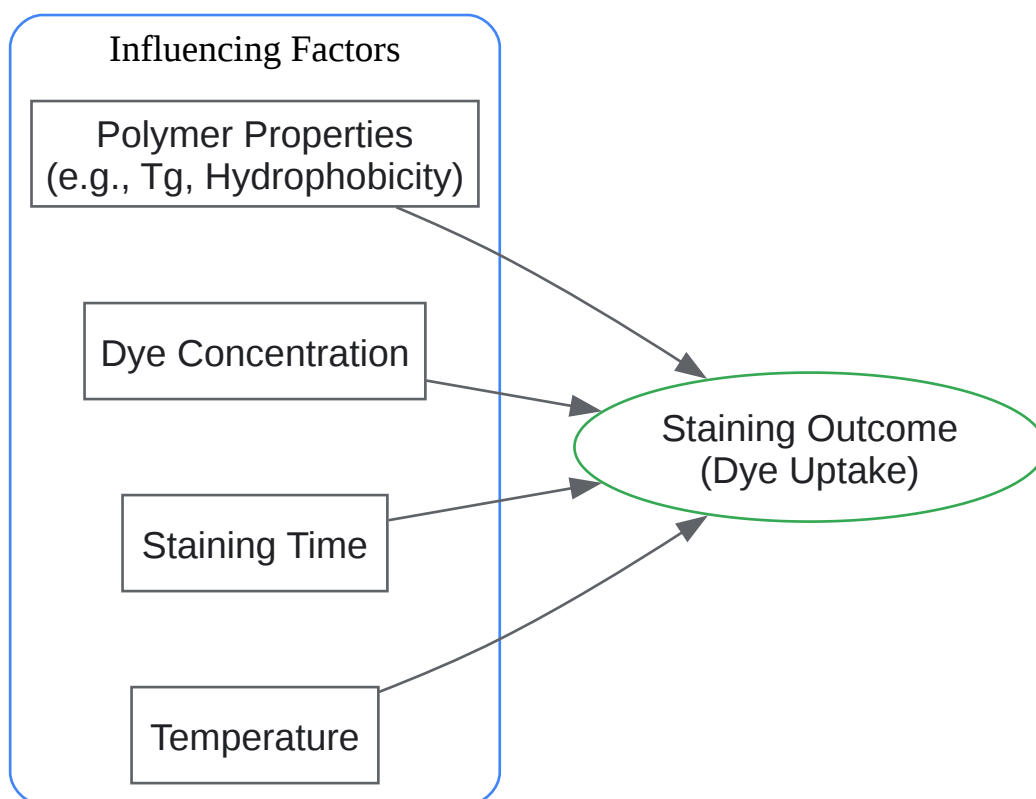 Influencing Factors
Polymer Properties
(e.g., Tg, Hydrophobicity)
Dye Concentration
Staining Time
Temperature
Staining Outcome
(Dye Uptake)